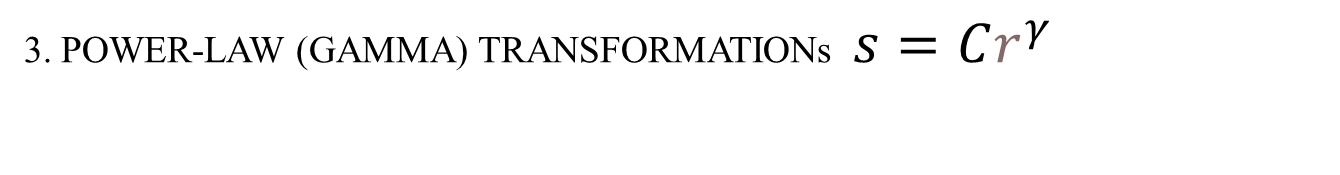 3. POWER-LAW (GAMMA) TRANSFORMATIONs s = Cr^γ